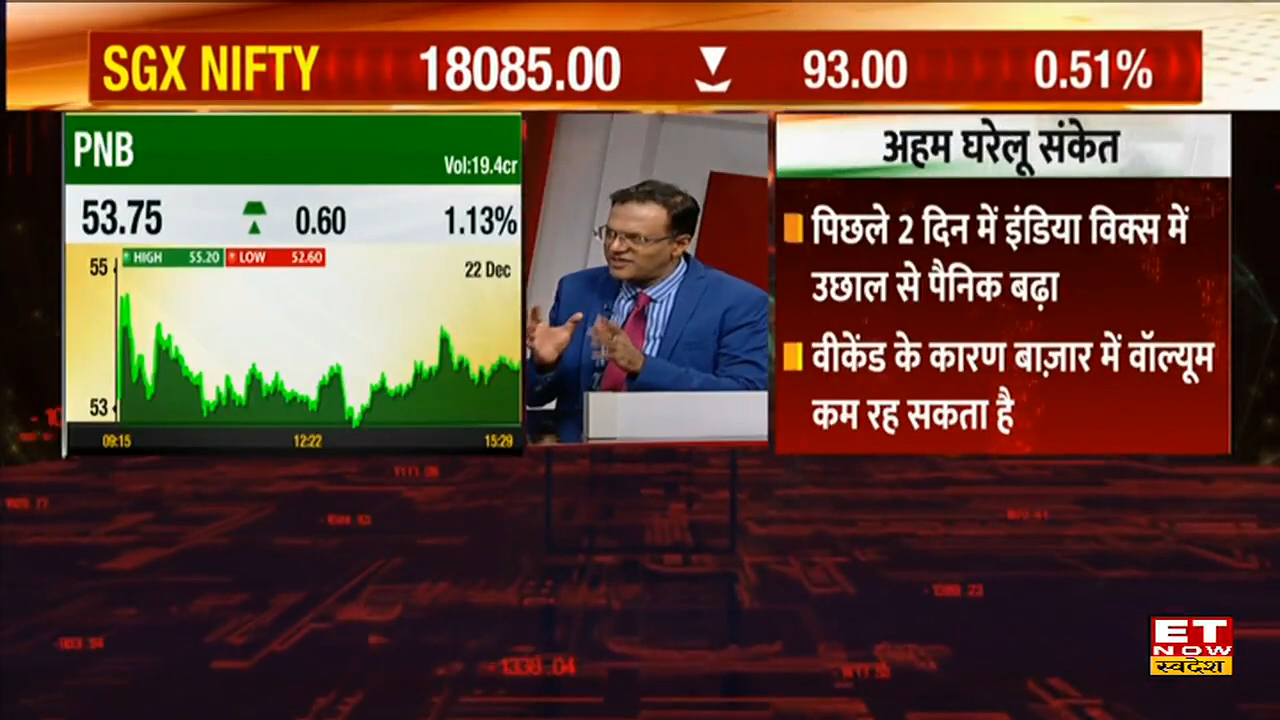 SGX NIFTY 18085.00 93.00 0.51%
PNB
Vol:19.4cr
53.75 0.60 1.13%
HIGH 55.20 LOW 52.60
22 Dec
55
53
09:15 12:22 15:29
अहम घरेलू संकेत
पिछले 2 दिन में इंडिया विक्स में
उछाल से पैनिक बढ़ा
वीकेंड के कारण बाज़ार में वॉल्यूम
कम रह सकता है
-1338.04
ET
NOW
स्वदेश